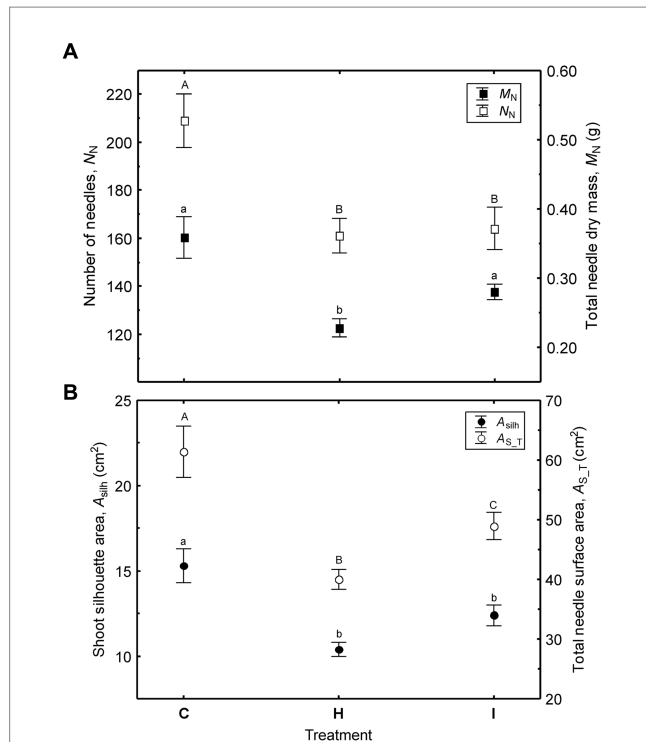 A
Number of needles, N_N
220
200
180
160
140
120
A
a
B
b
B
a
M_N
N_N
0.60
0.50
0.40
0.30
0.20
Total needle dry mass, M_N (g)
B
Shoot silhouette area, A_silh (cm²)
25
22
15
10
A
a
B
b
C
b
A_silh
A_S_T
70
60
50
40
30
20
Total needle surface area, A_S_T (cm²)
C H I
Treatment